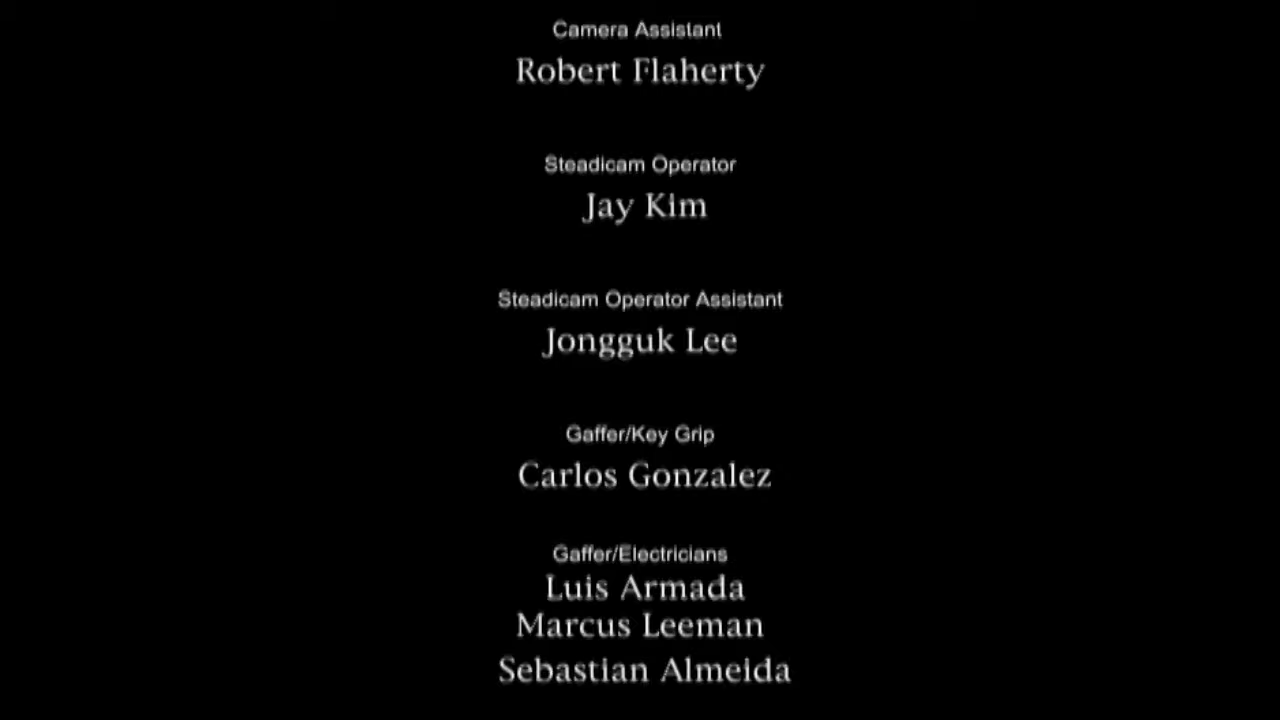 Camera Assistant
Robert Flaherty
Steadicam Operator
Jay Kim
Steadicam Operator Assistant
Jongguk Lee
Gaffer/Key Grip
Carlos Gonzalez
Gaffer/Electricians
Luis Armada
Marcus Leeman
Sebastian Almeida